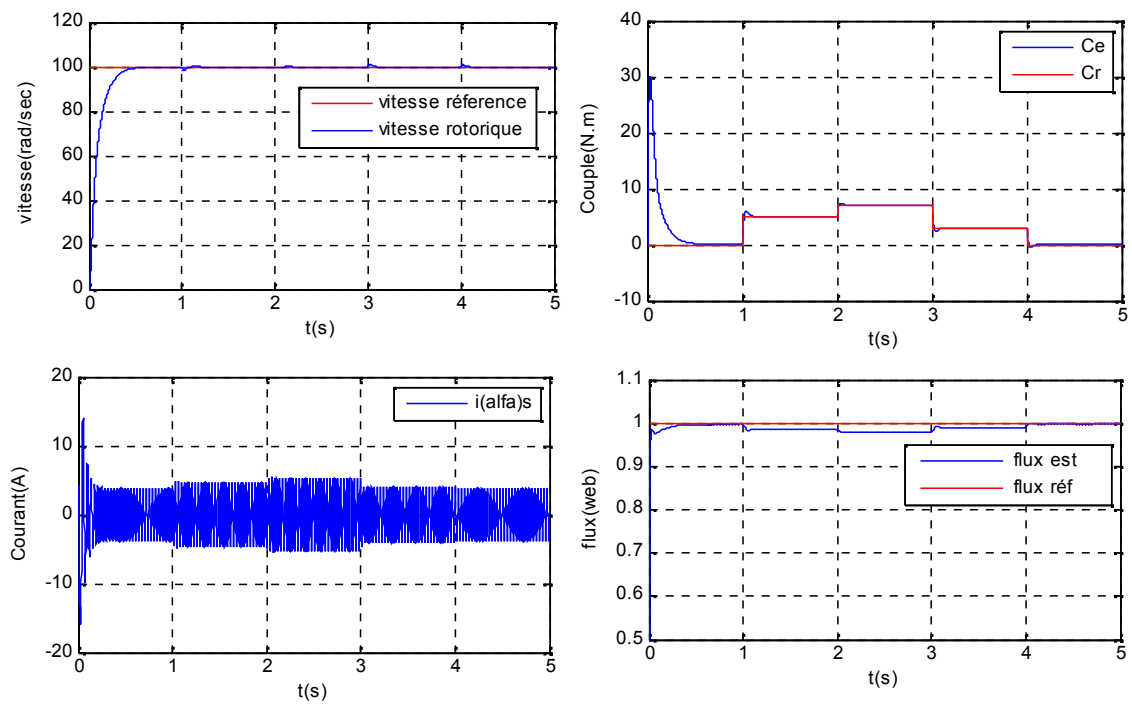 120
100
80
60
40
20
0
vitesse(rad/sec)
vitesse réference
vitesse rotorique
0 1 2 3 4 5
t(s)
40
30
20
10
0
-10
Couple(N.m)
Ce
Cr
0 1 2 3 4 5
t(s)
20
10
0
-10
-20
Courant(A)
i(alfa)s
0 1 2 3 4 5
t(s)
1.1
1
0.9
0.8
0.7
0.6
0.5
flux(web)
flux est
flux réf
0 1 2 3 4 5
t(s)